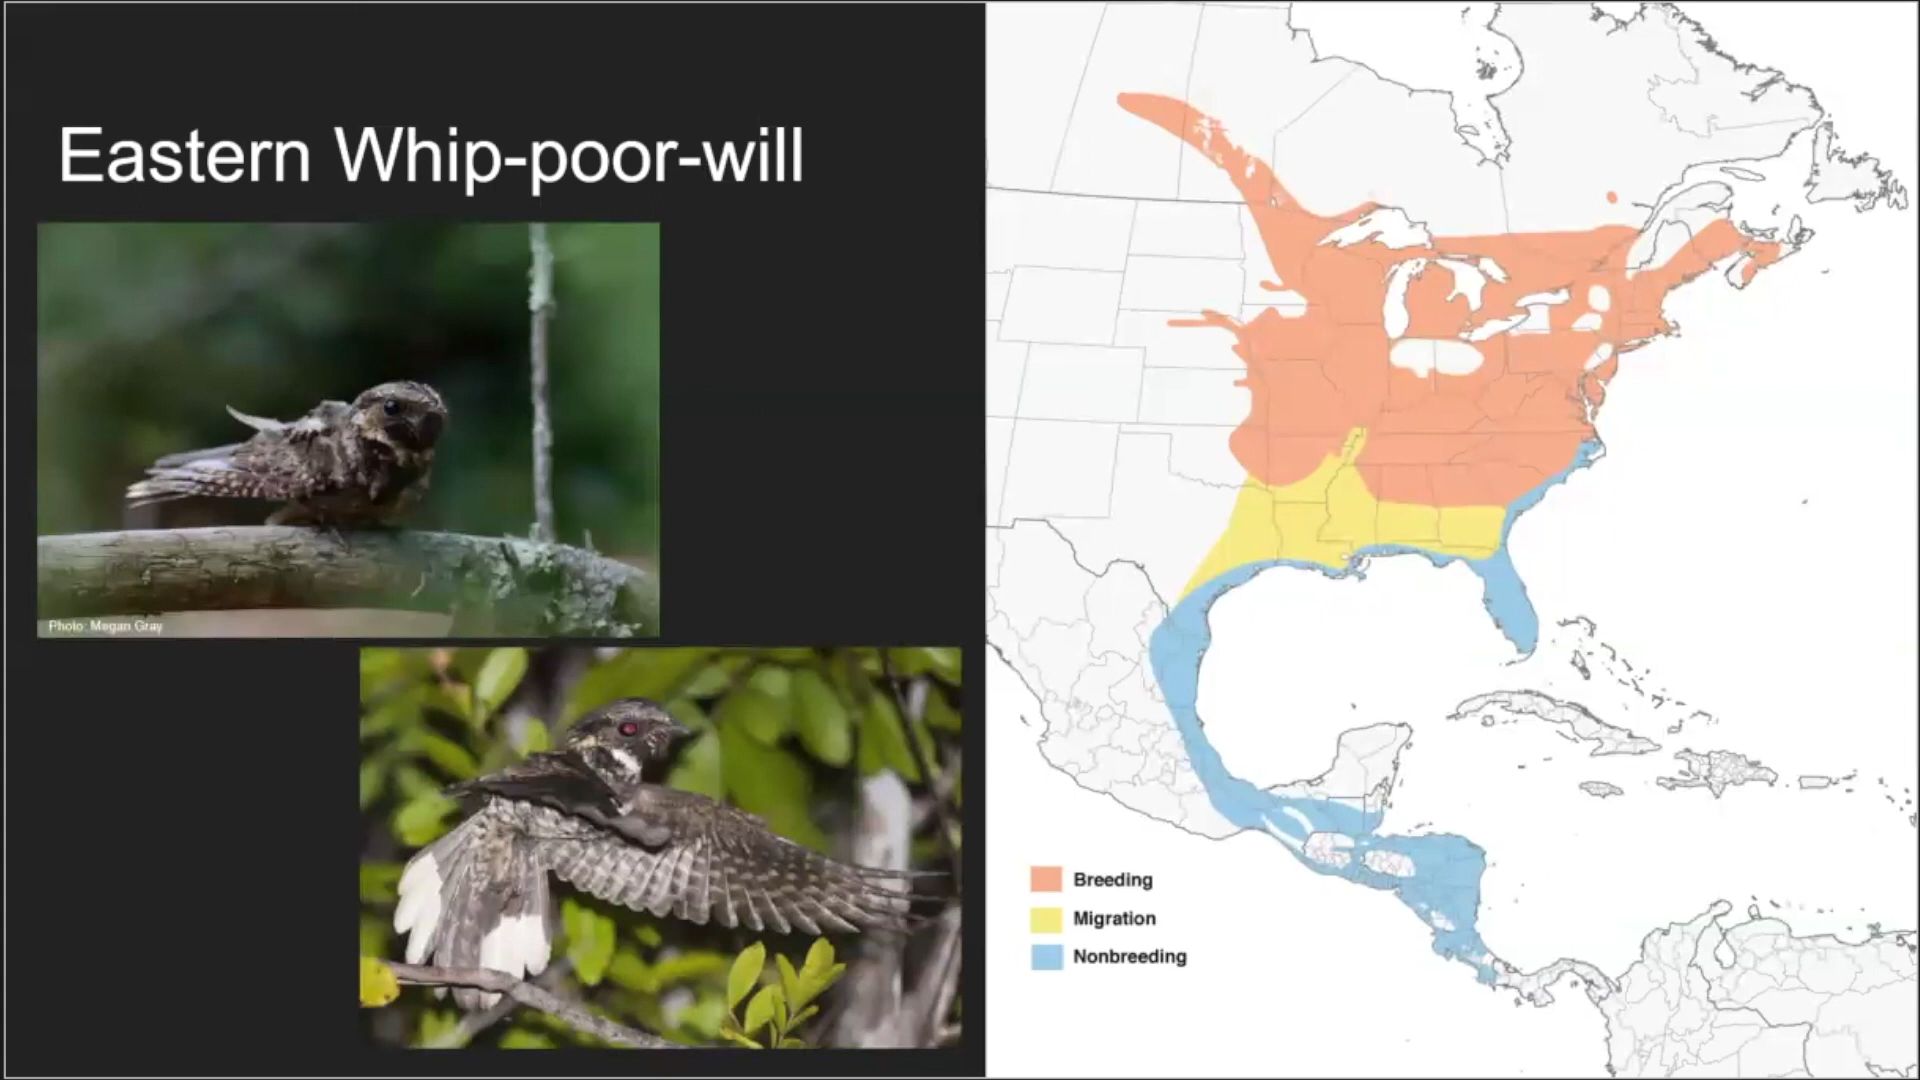 Eastern Whip-poor-will
Photo: Megan Gray
Breeding
Migration
Nonbreeding